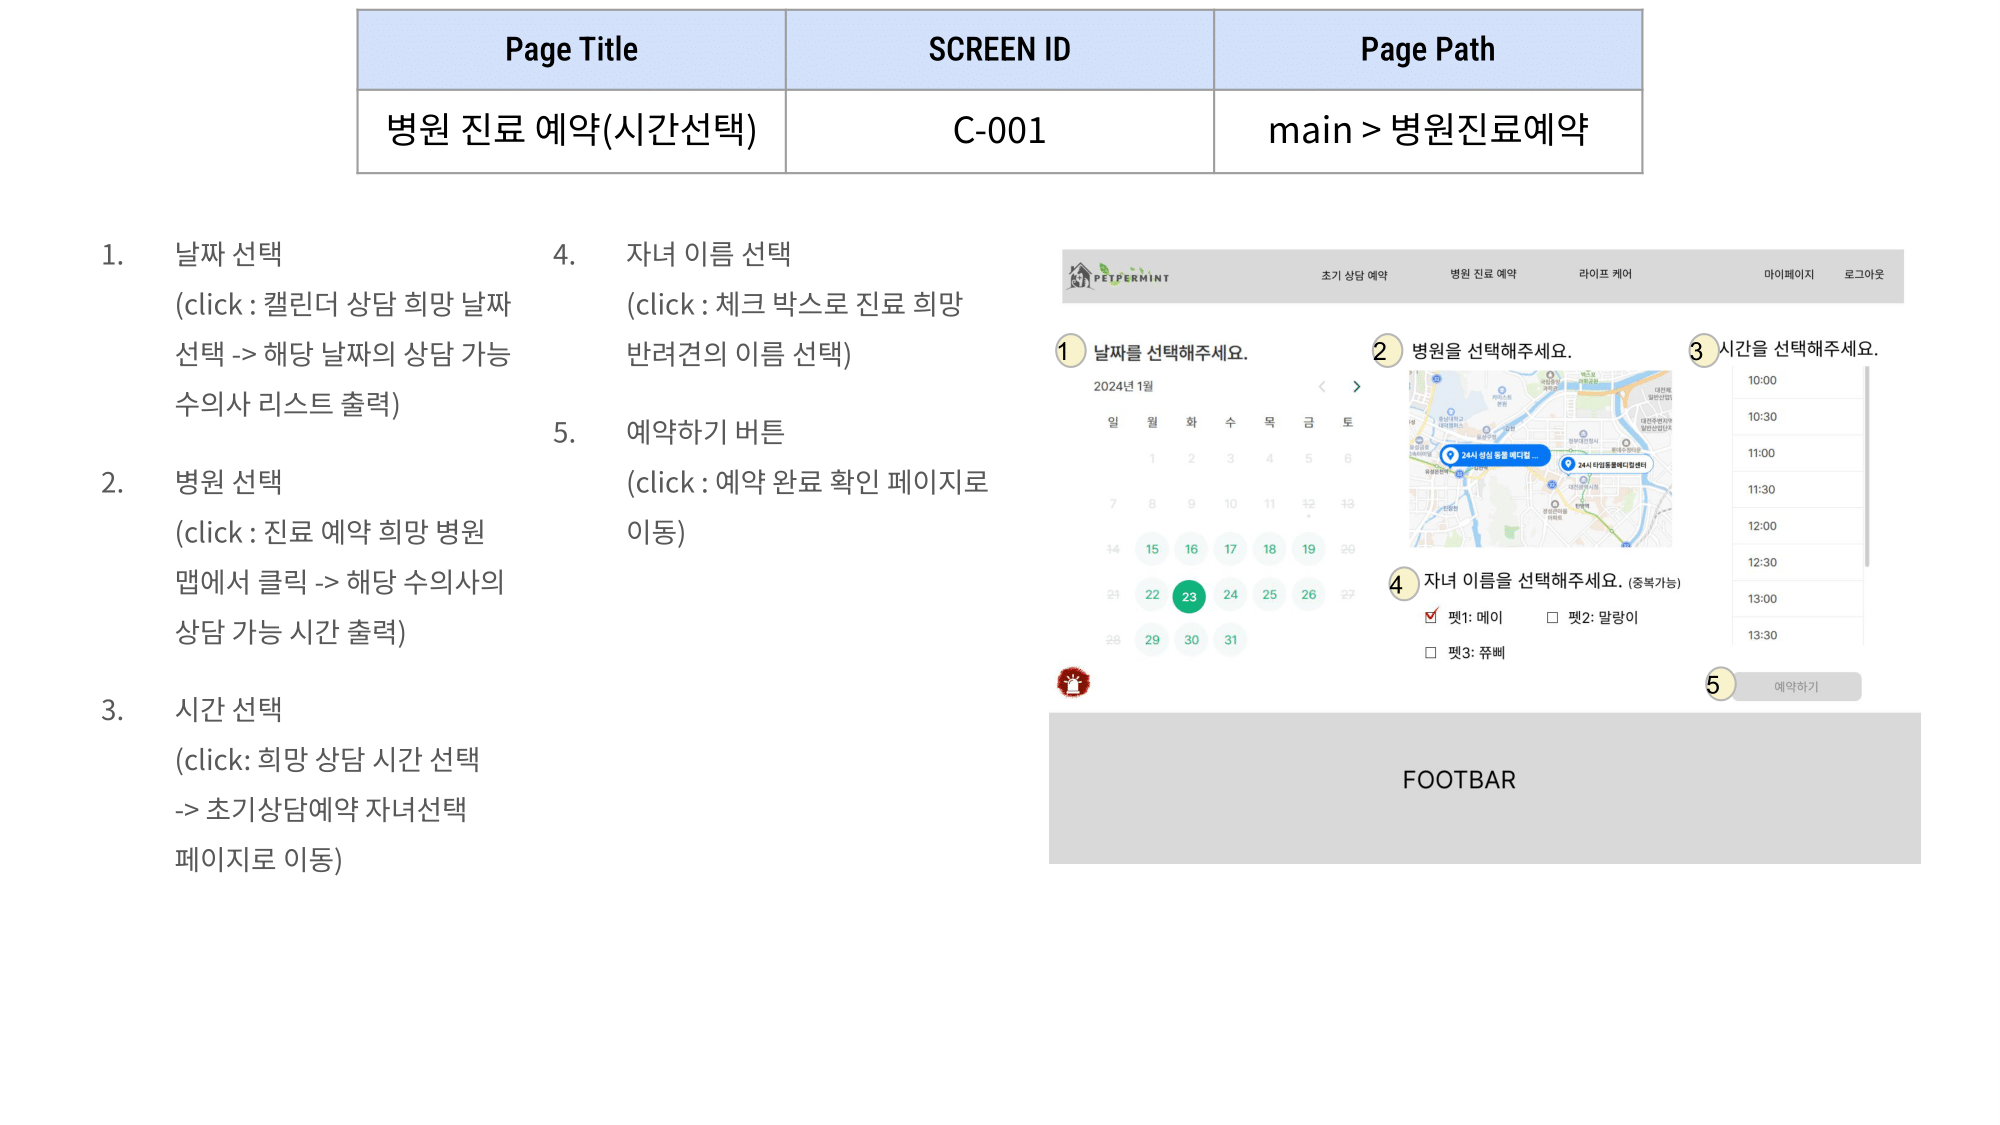 Page Title
SCREEN ID
Page Path
병원 진료 예약(시간선택)
C-001
main > 병원진료예약
1. 날짜 선택
(click : 캘린더 상담 희망 날짜
선택 -> 해당 날짜의 상담 가능
수의사 리스트 출력)
2. 병원 선택
(click : 진료 예약 희망 병원
맵에서 클릭 -> 해당 수의사의
상담 가능 시간 출력)
3. 시간 선택
(click: 희망 상담 시간 선택
-> 초기상담예약 자녀선택
페이지로 이동)
4. 자녀 이름 선택
(click : 체크 박스로 진료 희망
반려견의 이름 선택)
5. 예약하기 버튼
(click : 예약 완료 확인 페이지로
이동)
PETPERMINT
초기 상담 예약
병원 진료 예약
라이프 케어
마이페이지
로그아웃
1 날짜를 선택해주세요.
2024년 1월
일 월 화 수 목 금 토
1 2 3 4 5 6
7 8 9 10 11 12 13
14 15 16 17 18 19 20
21 22 23 24 25 26 27
28 29 30 31
2 병원을 선택해주세요.
24시 성심 동물 메디컬 ...
24시 타임동물메디컬센터
4 자녀 이름을 선택해주세요. (중복가능)
펫1: 메이
펫2: 말랑이
펫3: 쮸삐
3 시간을 선택해주세요.
10:00
10:30
11:00
11:30
12:00
12:30
13:00
13:30
5 예약하기
FOOTBAR